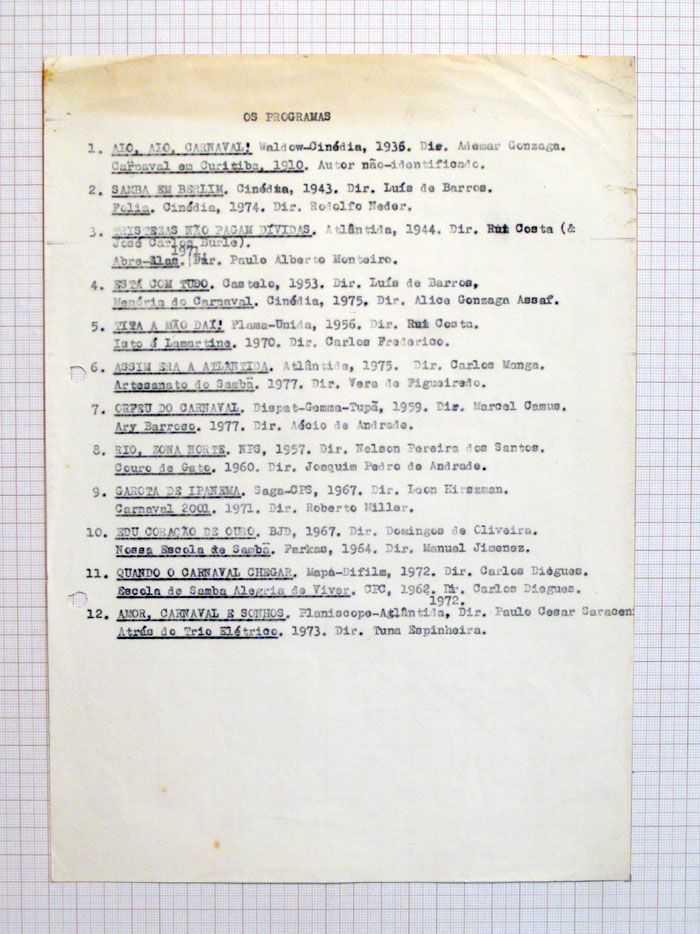 OS PROGRAMAS
1. ALO, ALO, CARNAVAL! Waldow-Cinédia, 1936. Dir. Ademar Gonzaga.
Carnaval em Curitiba, 1910. Autor não-identificado.
2. SAMBA EM BERLIM. Cinédia, 1943. Dir. Luís de Barros.
Folia. Cinédia, 1974. Dir. Rodolfo Neder.
3. TRISTEZAS NÃO PAGAM DÍVIDAS. Atlântida, 1944. Dir. Rui Costa (&
José Carlos Burle).
1971.
Abre-Alas. Dir. Paulo Alberto Monteiro.
4. ESTÁ COM TUDO. Castelo, 1953. Dir. Luís de Barros,
Memória do Carnaval. Cinédia, 1975, Dir. Alice Gonzaga Assaf.
5. TIRA A MÃO DAÍ! Flama-Unida, 1956. Dir. Rui Costa.
Isto é Lamartine. 1970. Dir. Carlos Frederico.
6. ASSIM ERA A ATLANTIDA. Atlântida, 1975. Dir. Carlos Manga.
Artesanato do Samba. 1977. Dir. Vera de Figueiredo.
7. ORFEU DO CARNAVAL. Dispat-Gemma-Tupã, 1959. Dir. Marcel Camus.
Ary Barroso. 1977. Dir. Aécio de Andrade.
8. RIO, ZONA NORTE. NPS, 1957. Dir. Nelson Pereira dos Santos.
Couro de Gato. 1960. Dir. Joaquim Pedro de Andrade.
9. GAROTA DE IPANEMA. Saga-CPS, 1967. Dir. Leon Hirszman.
Carnaval 2001. 1971. Dir. Roberto Miller.
10. EDU CORAÇÃO DE OURO. BJD, 1967. Dir. Domingos de Oliveira.
Nossa Escola de Samba. Farkas, 1964. Dir. Manuel Jimenez.
11. QUANDO O CARNAVAL CHEGAR. Mapa-Difilm, 1972. Dir. Carlos Diégues.
Escola de Samba Alegria de Viver. CPC, 1962. Dir. Carlos Diegues.
1972.
12. AMOR, CARNAVAL E SONHOS. Planiscope-Atlântida, Dir. Paulo Cesar Saraceni
Atrás do Trio Elétrico. 1973. Dir. Tuna Espinheira.